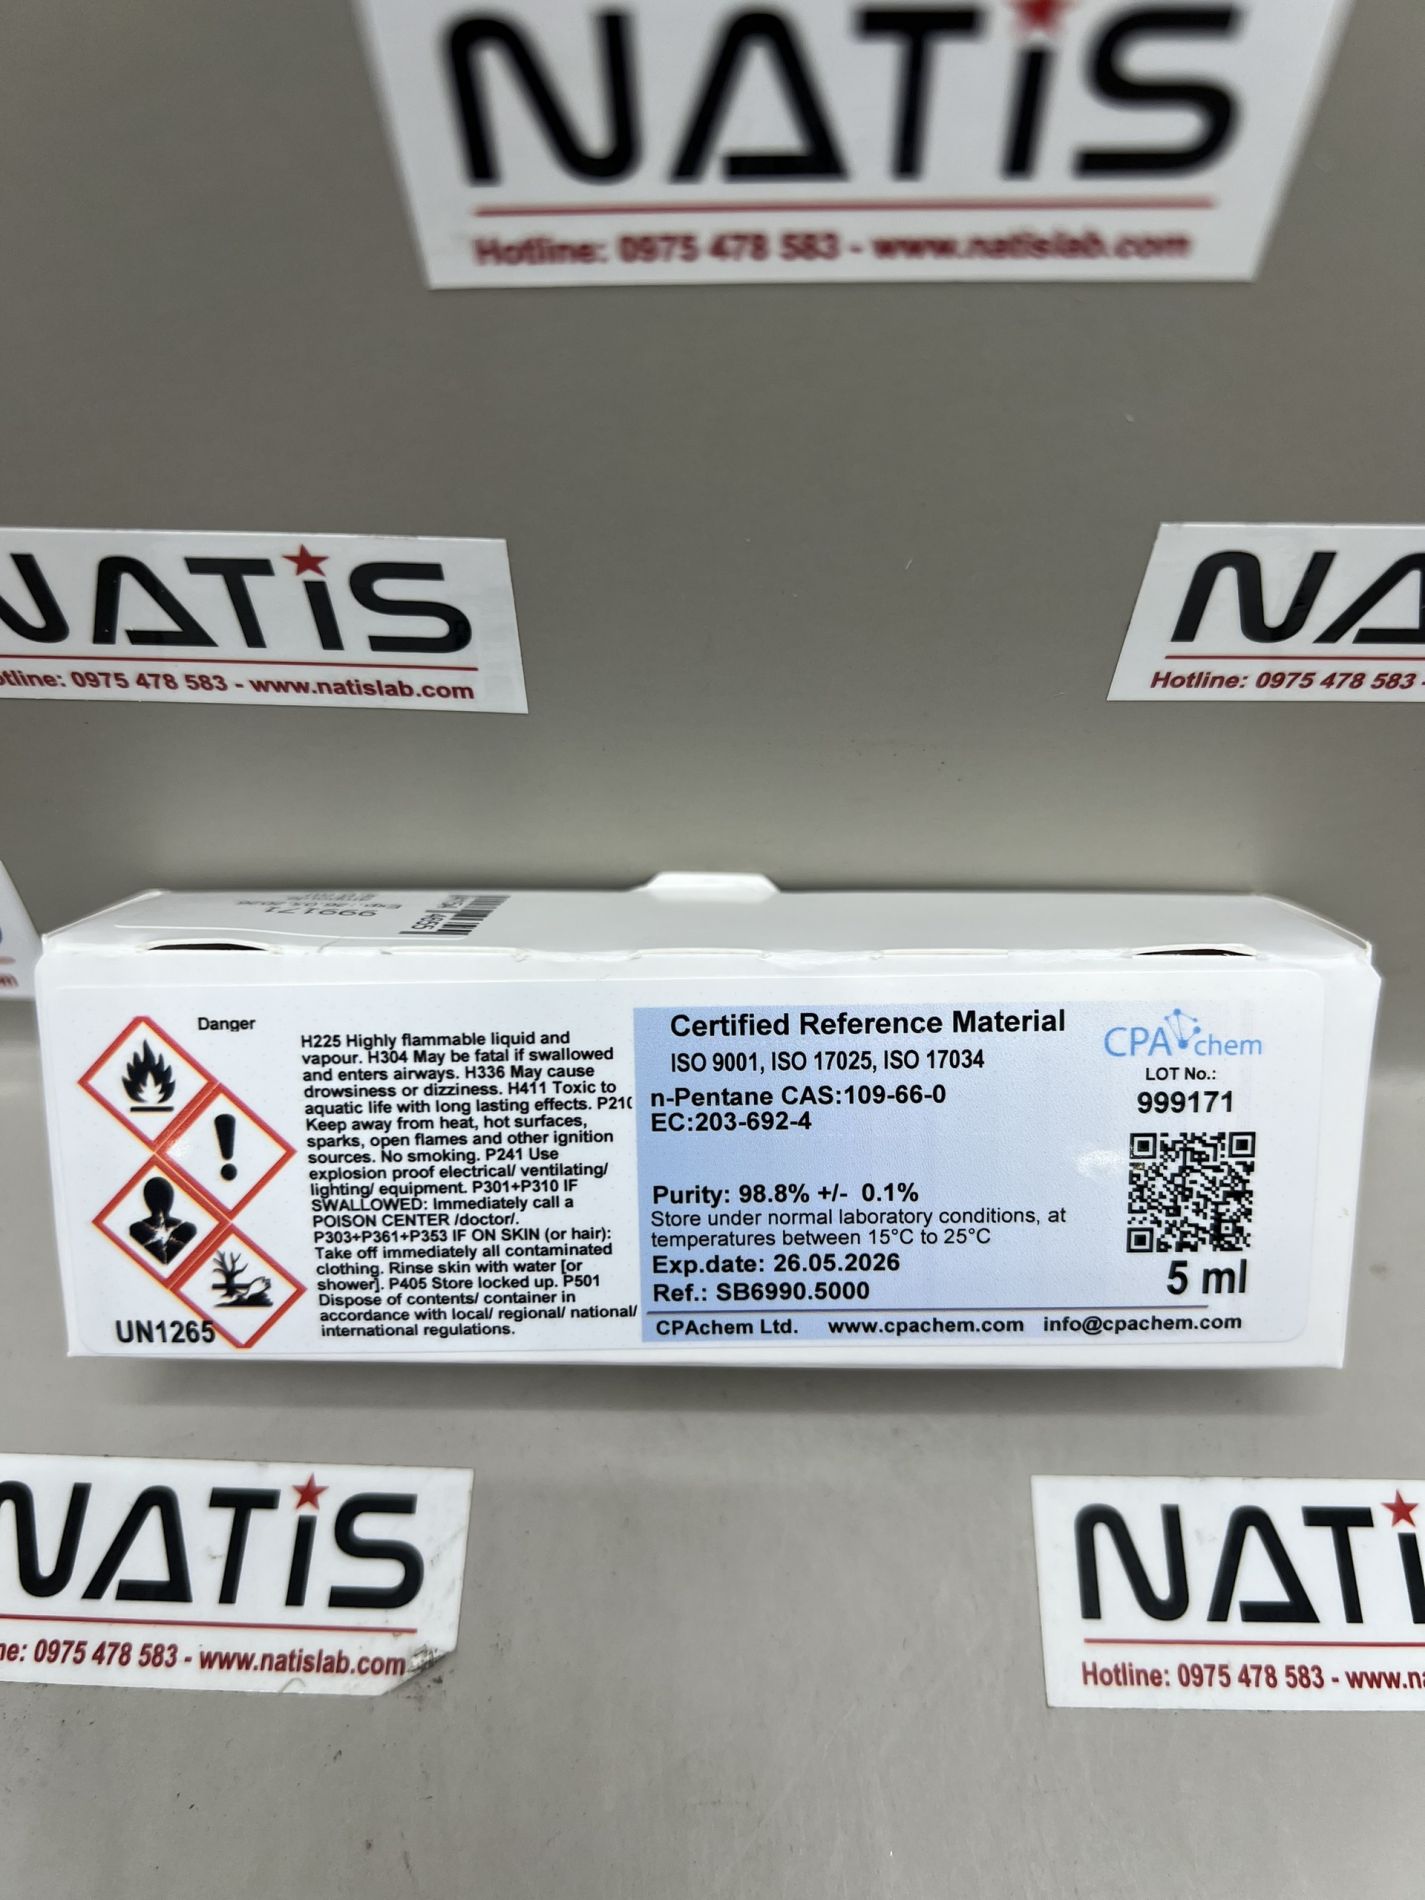 NATiS
Hotline: 0975 478 583 - www.natislab.com
NATiS
0975 478 583 - www.natislab.com
NA
Hotline: 0975 478 583 -
999171
Danger
H225 Highly flammable liquid and
vapour. H304 May be fatal if swallowed
and enters airways. H336 May cause
drowsiness or dizziness. H411 Toxic to
aquatic life with long lasting effects. P210
Keep away from heat, hot surfaces,
sparks, open flames and other ignition
sources. No smoking. P241 Use
explosion proof electrical/ ventilating/
lighting/ equipment. P301+P310 IF
SWALLOWED: Immediately call a
POISON CENTER /doctor/.
P303+P361+P353 IF ON SKIN (or hair):
Take off immediately all contaminated
clothing. Rinse skin with water [or
shower]. P405 Store locked up. P501
Dispose of contents/ container in
accordance with local/ regional/ national/
international regulations.
UN1265
Certified Reference Material
ISO 9001, ISO 17025, ISO 17034
n-Pentane CAS:109-66-0
EC:203-692-4
Purity: 98.8% +/- 0.1%
Store under normal laboratory conditions, at
temperatures between 15°C to 25°C
Exp.date: 26.05.2026
Ref.: SB6990.5000
CPAchem Ltd. www.cpachem.com info@cpachem.com
CPAchem
LOT No.:
999171
5 ml
NATiS
0975 478 583 - www.natislab.com
NATi
Hotline: 0975 478 583 - www.na